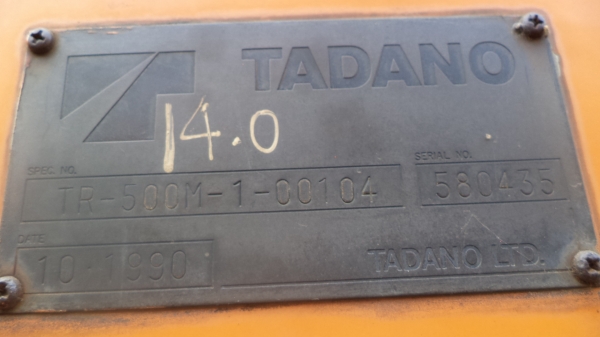 TADANO
14.0
SPEC. NO. SERIAL NO.
TR-500M-1-00104 580435
DATE
10·1990 TADANO LTD.